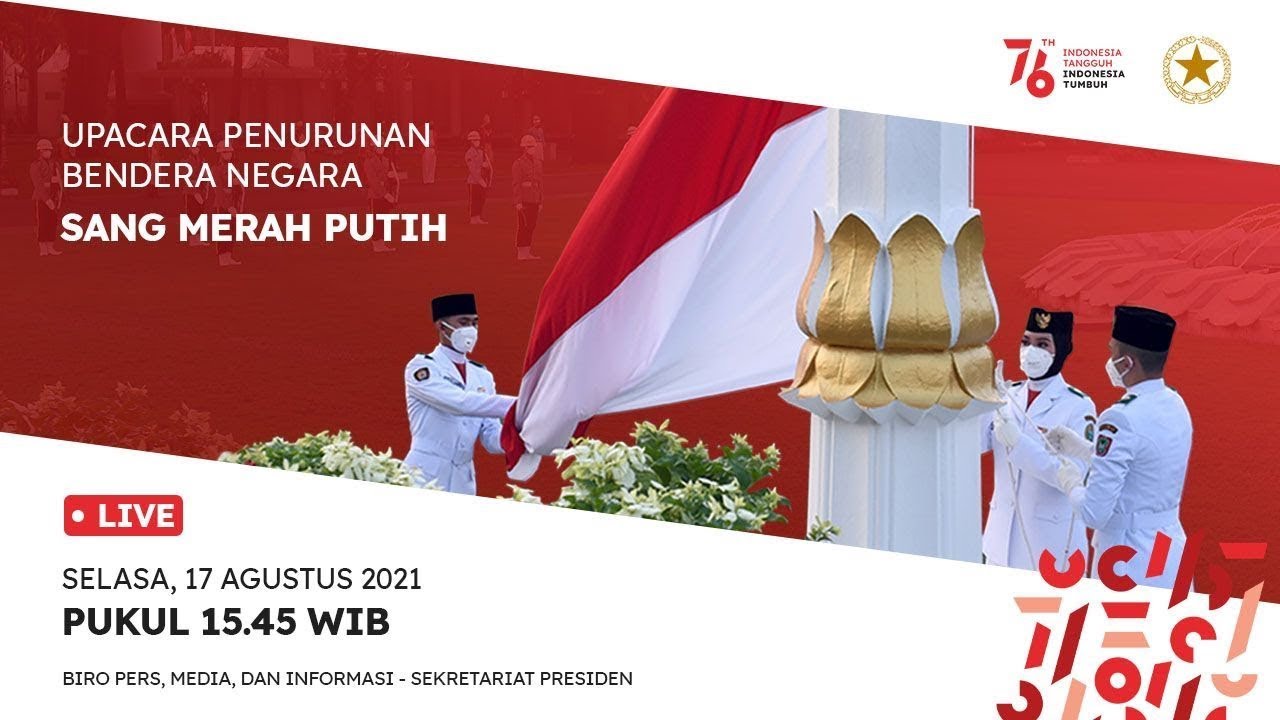 76TH
INDONESIA
TANGGUH
INDONESIA
TUMBUH
UPACARA PENURUNAN
BENDERA NEGARA
SANG MERAH PUTIH
• LIVE
SELASA, 17 AGUSTUS 2021
PUKUL 15.45 WIB
BIRO PERS, MEDIA, DAN INFORMASI - SEKRETARIAT PRESIDEN